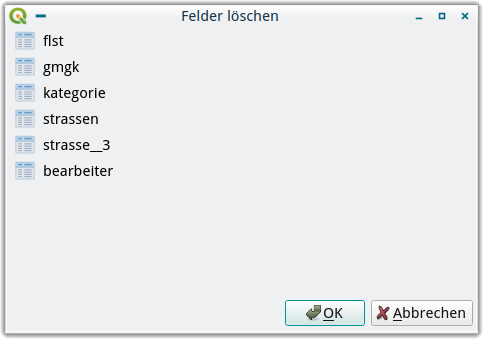 Felder löschen
flst
gmgk
kategorie
strassen
strasse__3
bearbeiter
OK Abbrechen